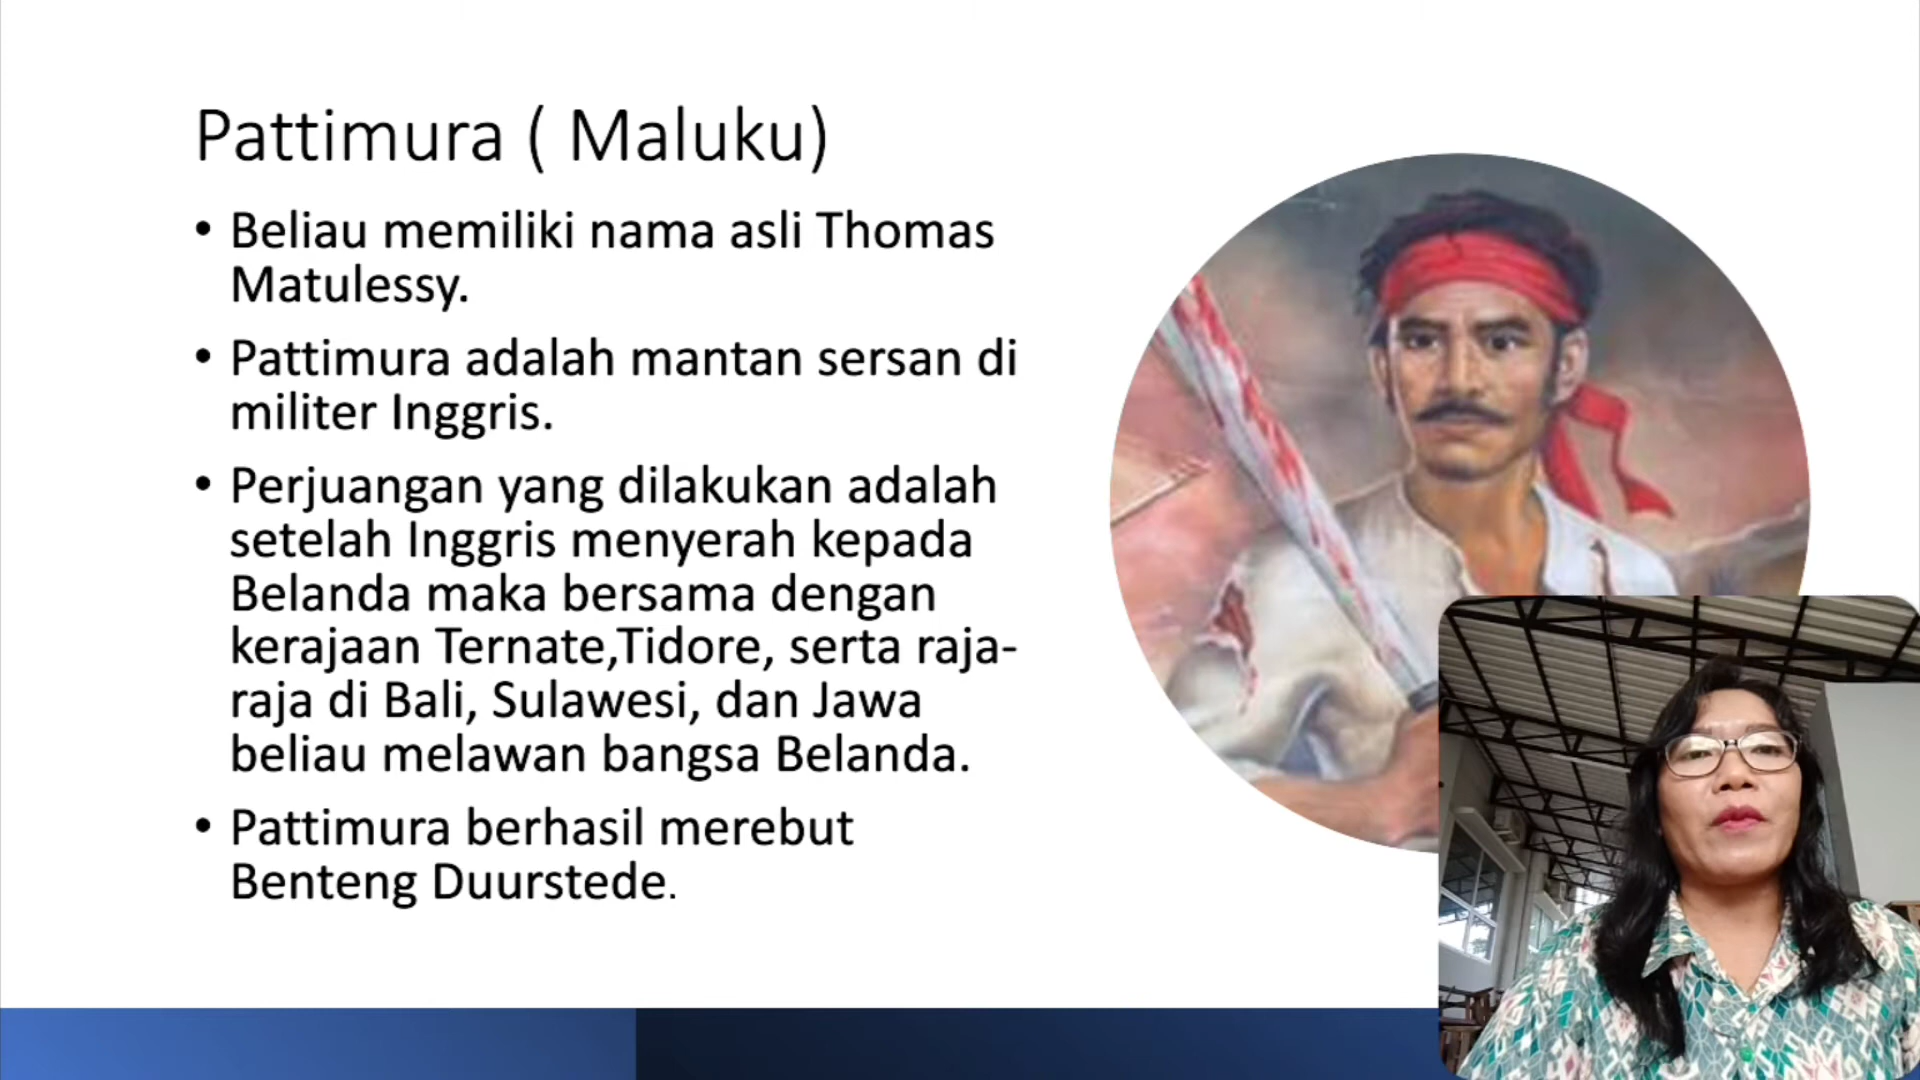 Pattimura ( Maluku)
• Beliau memiliki nama asli Thomas
Matulessy.
• Pattimura adalah mantan sersan di
militer Inggris.
• Perjuangan yang dilakukan adalah
setelah Inggris menyerah kepada
Belanda maka bersama dengan
kerajaan Ternate,Tidore, serta raja-
raja di Bali, Sulawesi, dan Jawa
beliau melawan bangsa Belanda.
• Pattimura berhasil merebut
Benteng Duurstede.